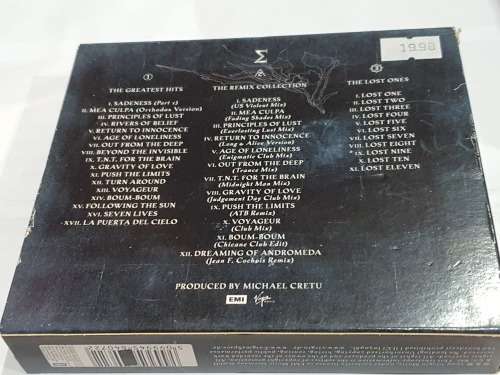 19.98
Σ
1
THE GREATEST HITS
I. SADENESS (Part 1)
II. MEA CULPA (Orthodox Version)
III. PRINCIPLES OF LUST
IV. RIVERS OF BELIEF
V. RETURN TO INNOCENCE
VI. AGE OF LONELINESS
VII. OUT FROM THE DEEP
VIII. BEYOND THE INVISIBLE
IX. T.N.T. FOR THE BRAIN
X. GRAVITY OF LOVE
XI. PUSH THE LIMITS
XII. TURN AROUND
XIII. VOYAGEUR
XIV. BOUM-BOUM
XV. FOLLOWING THE SUN
XVI. SEVEN LIVES
XVII. LA PUERTA DEL CIELO
2
THE REMIX COLLECTION
I. SADENESS
(US Violent Mix)
II. MEA CULPA
(Fading Shades Mix)
III. PRINCIPLES OF LUST
(Everlasting Lust Mix)
IV. RETURN TO INNOCENCE
(Long & Alive Version)
V. AGE OF LONELINESS
(Enigmatic Club Mix)
VI. OUT FROM THE DEEP
(Trance Mix)
VII. T.N.T. FOR THE BRAIN
(Midnight Man Mix)
VIII. GRAVITY OF LOVE
(Judgement Day Club Mix)
IX. PUSH THE LIMITS
(ATB Remix)
X. VOYAGEUR
(Club Mix)
XI. BOUM-BOUM
(Chicane Club Edit)
XII. DREAMING OF ANDROMEDA
(Jean F. Cochois Remix)
3
THE LOST ONES
I. LOST ONE
II. LOST TWO
III. LOST THREE
IV. LOST FOUR
V. LOST FIVE
VI. LOST SIX
VII. LOST SEVEN
VIII. LOST EIGHT
IX. LOST NINE
X. LOST TEN
XI. LOST ELEVEN
PRODUCED BY MICHAEL CRETU
EMI
Virgin